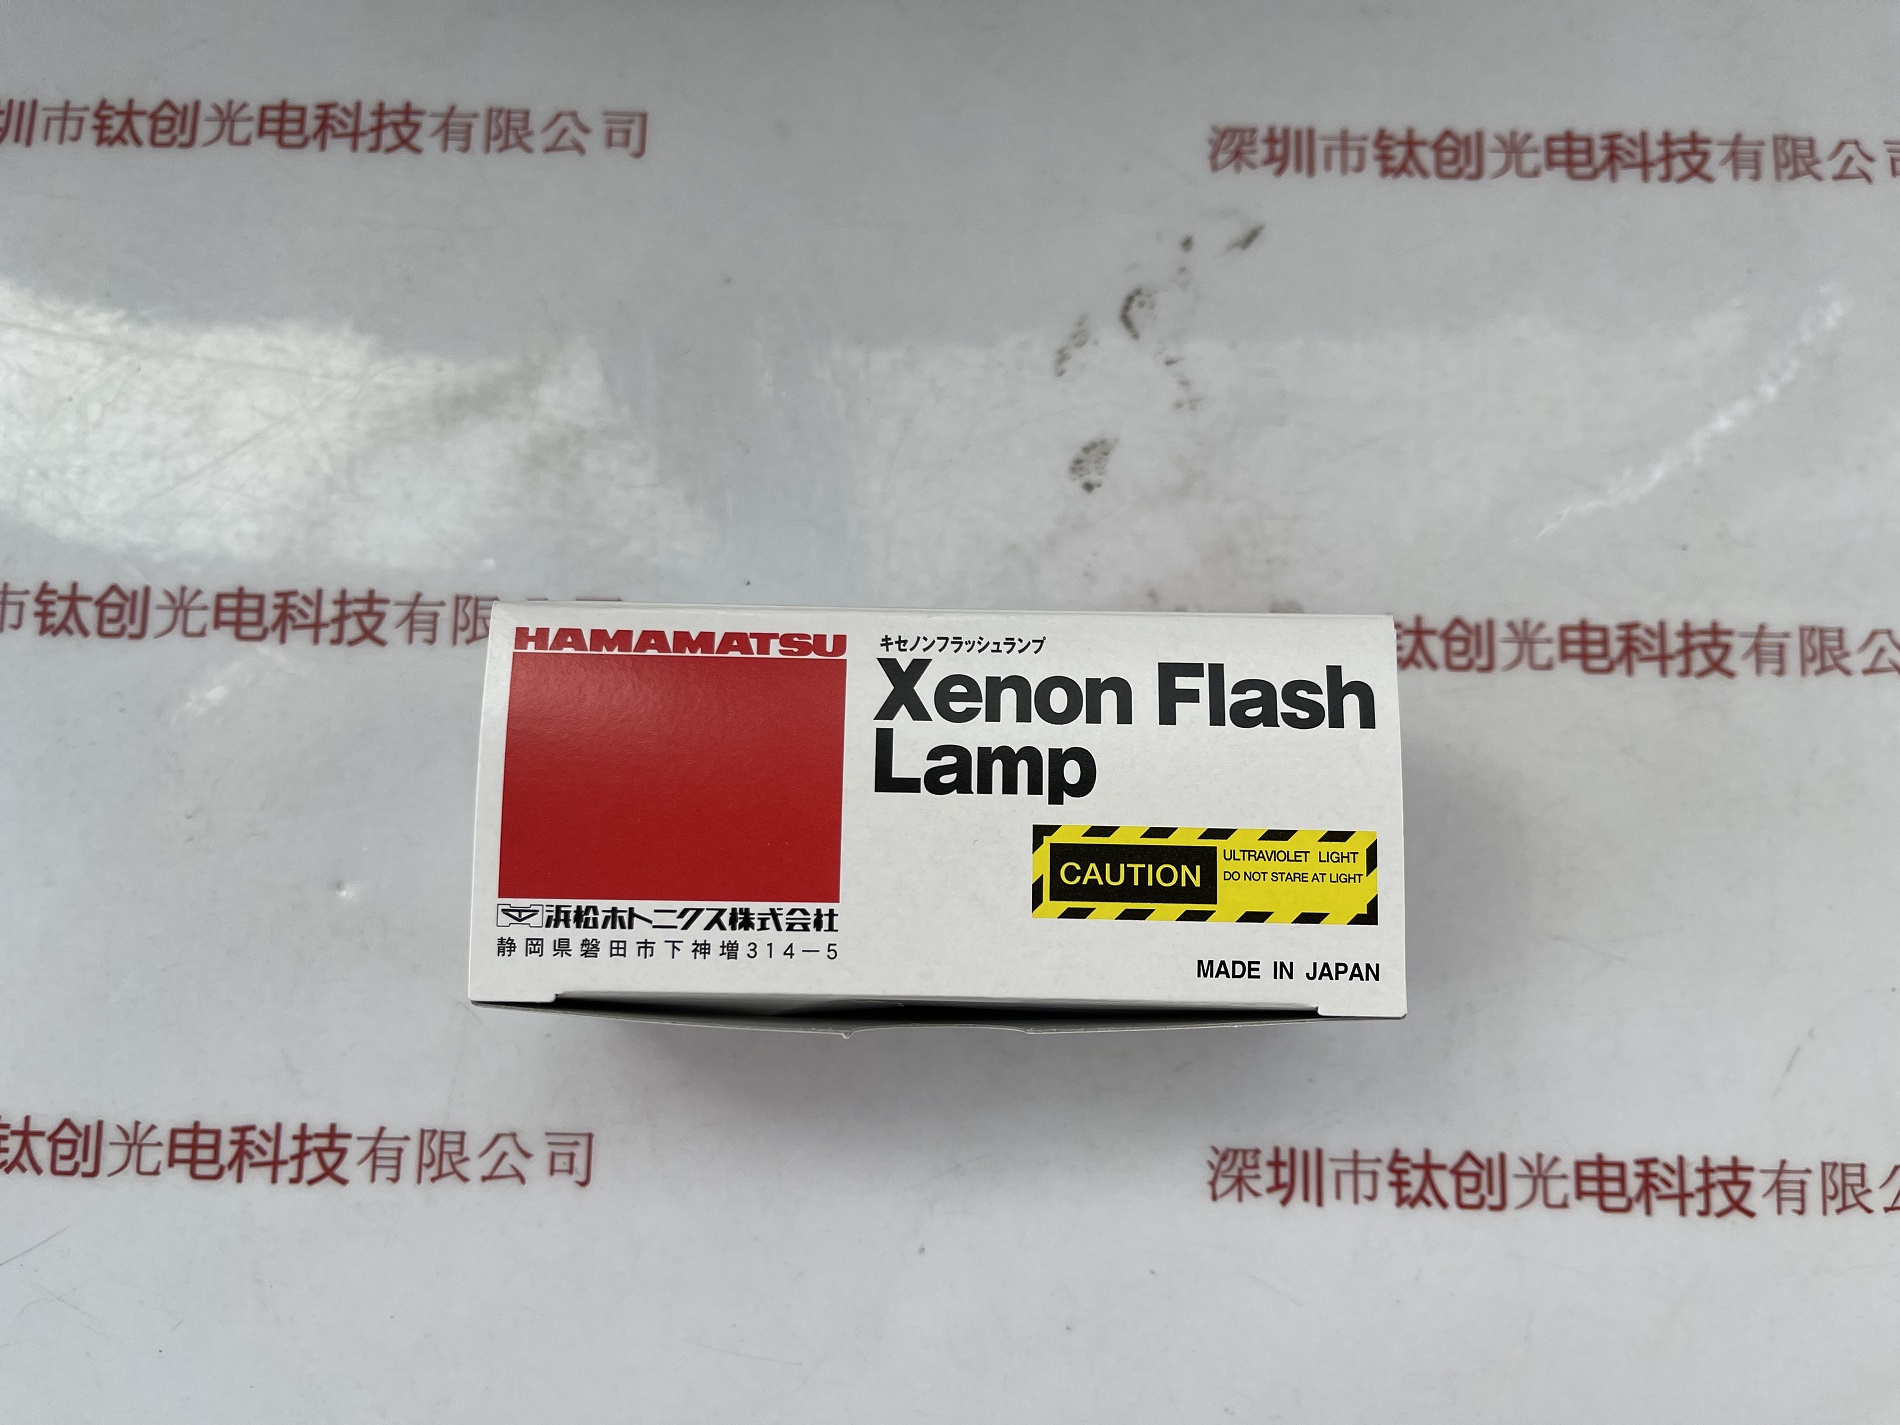 圳市钛创光电科技有限公司
深圳市钛创光电科技有限公司
市钛创光电科技有限
钛创光电科技有限公
HAMAMATSU
キセノンフラッシュランプ
Xenon Flash
Lamp
CAUTION
ULTRAVIOLET LIGHT
DO NOT STARE AT LIGHT
浜松ホトニクス株式会社
静岡県磐田市下神増314-5
MADE IN JAPAN
钛创光电科技有限公司
深圳市钛创光电科技有限公